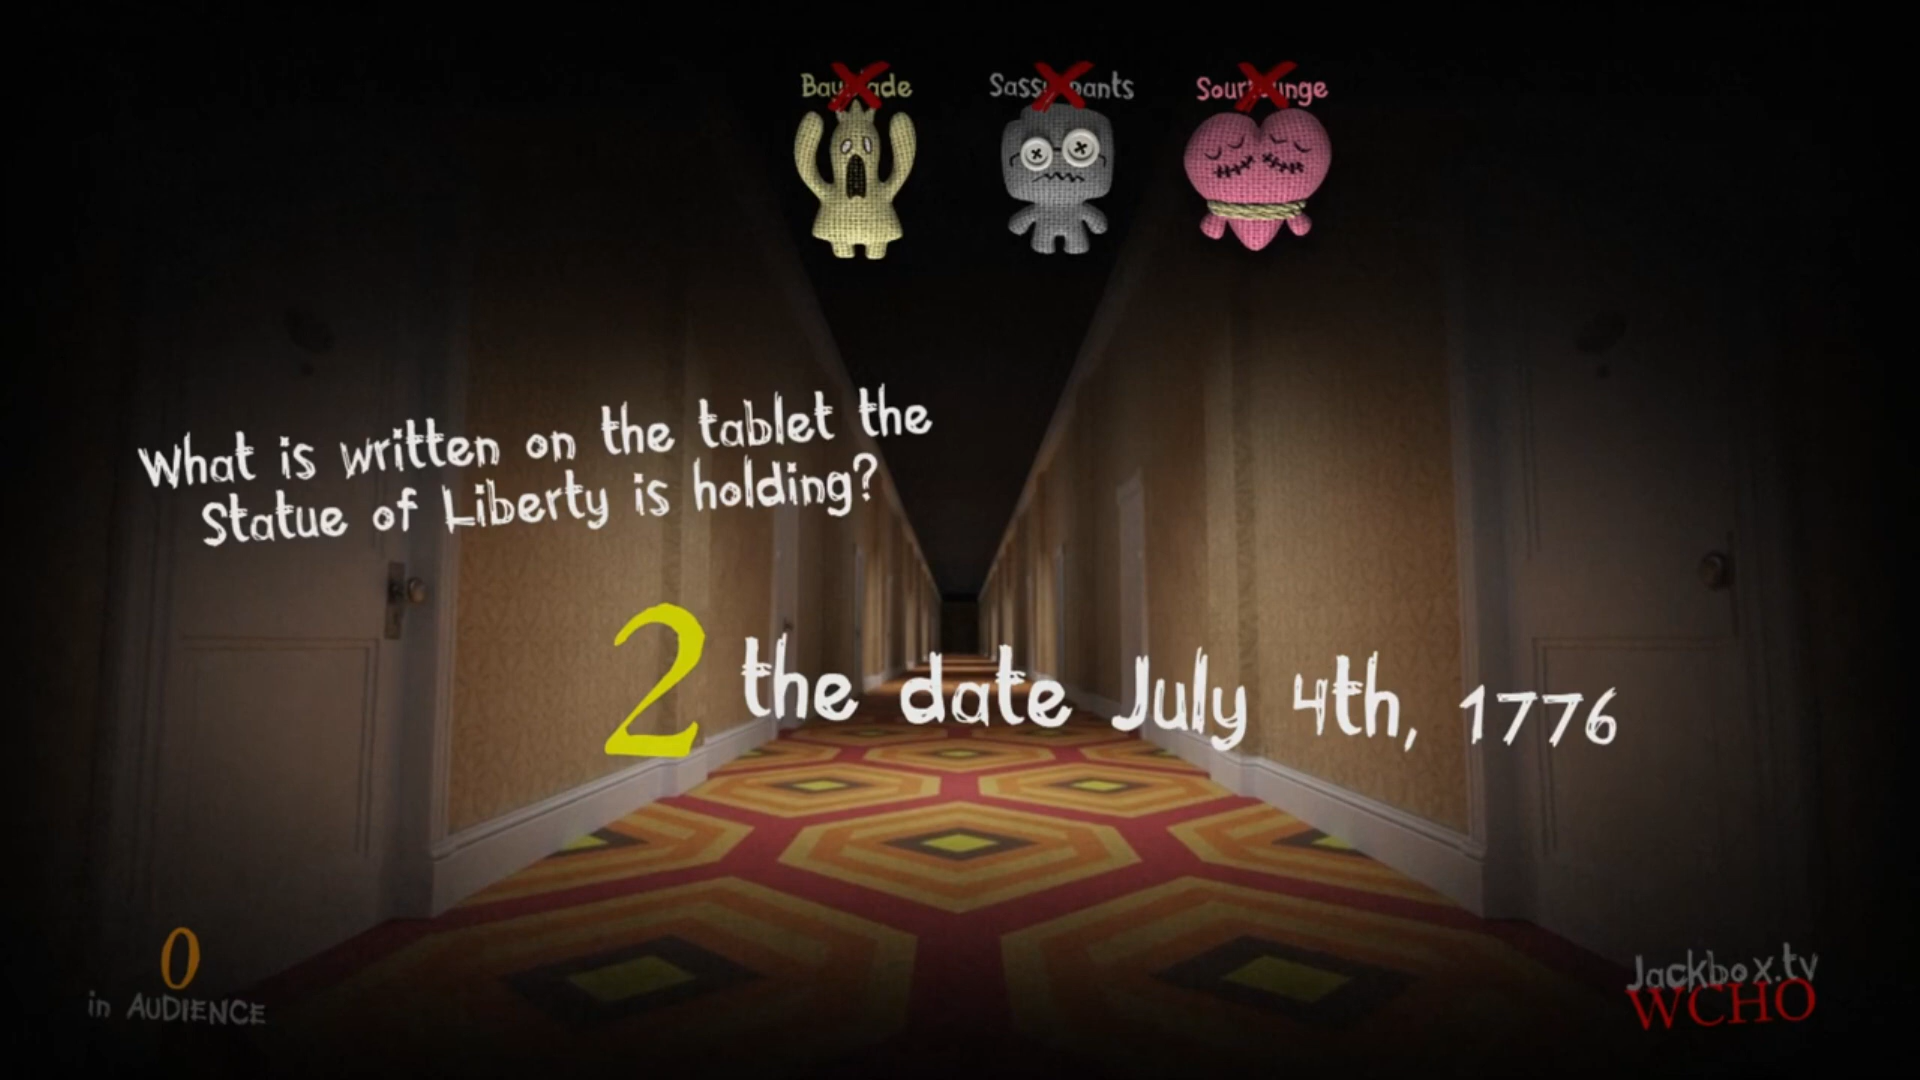 What is written on the tablet the
Statue of Liberty is holding?
2 the date July 4th, 1776
0
in AUDIENCE
Jackbox.tv
WCHO